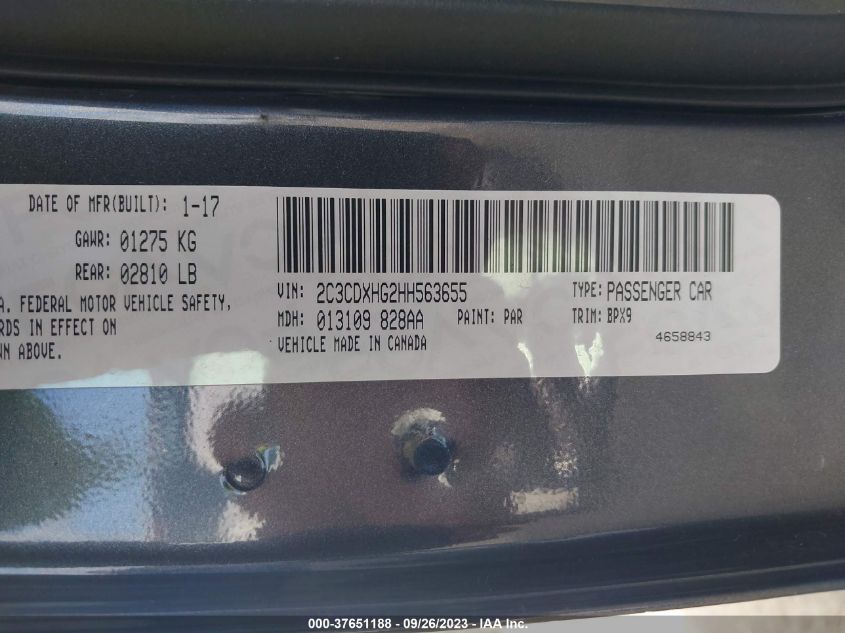 DATE OF MFR(BUILT): 1-17
GAWR: 01275 KG
REAR: 02810 LB
A. FEDERAL MOTOR VEHICLE SAFETY,
RDS IN EFFECT ON
WN ABOVE.
VIN: 2C3CDXHG2HH563655
TYPE: PASSENGER CAR
MDH: 013109 828AA
PAINT: PAR
TRIM: BPX9
VEHICLE MADE IN CANADA
4658843
000-37651188 - 09/26/2023 - IAA Inc.